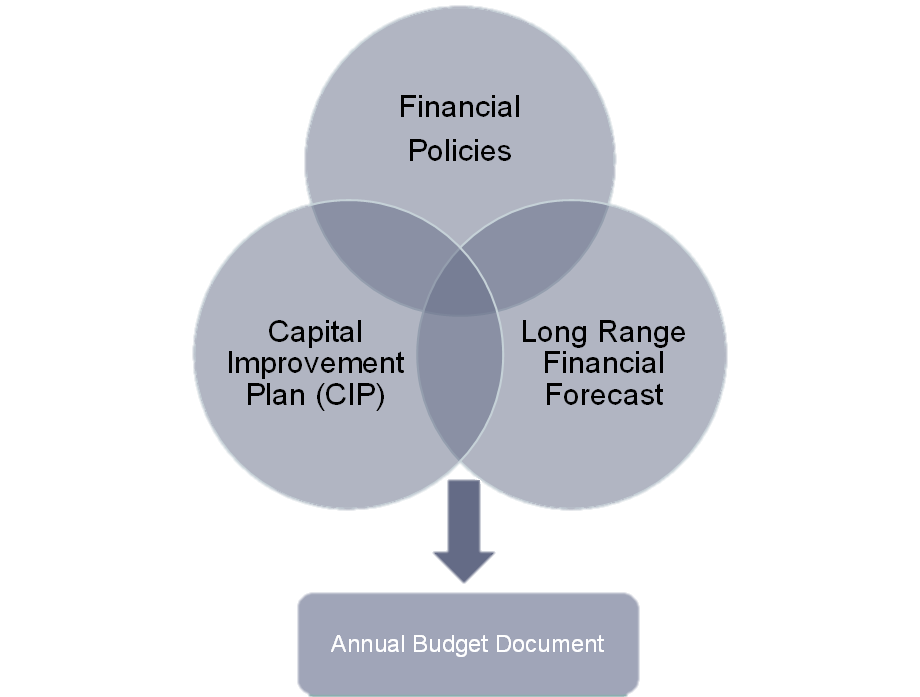 Financial
Policies
Capital
Improvement
Plan (CIP)
Long Range
Financial
Forecast
Annual Budget Document